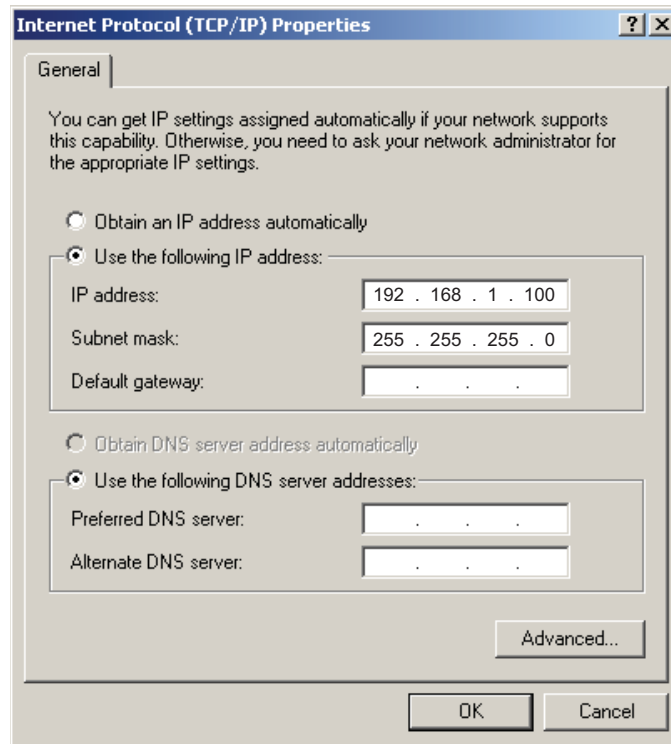 Internet Protocol (TCP/IP) Properties
General
You can get IP settings assigned automatically if your network supports
this capability. Otherwise, you need to ask your network administrator for
the appropriate IP settings.
Obtain an IP address automatically
Use the following IP address:
IP address: 192 . 168 . 1 . 100
Subnet mask: 255 . 255 . 255 . 0
Default gateway: . . .
Obtain DNS server address automatically
Use the following DNS server addresses:
Preferred DNS server: . . .
Alternate DNS server: . . .
Advanced...
OK Cancel